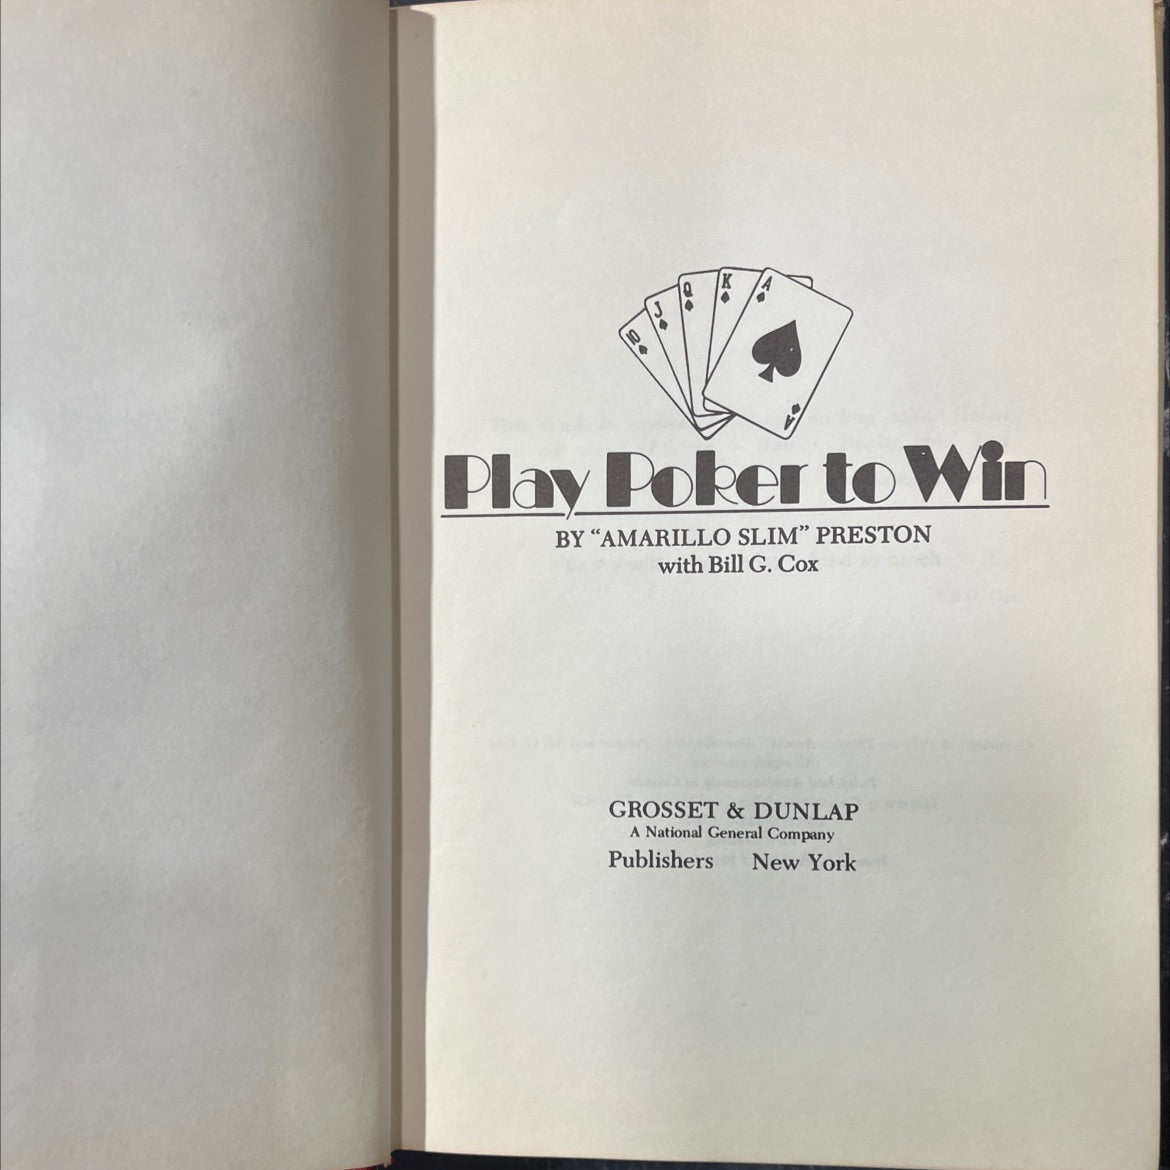 10 J Q K A
A
Play Poker to Win
BY “AMARILLO SLIM” PRESTON
with Bill G. Cox
GROSSET & DUNLAP
A National General Company
Publishers New York